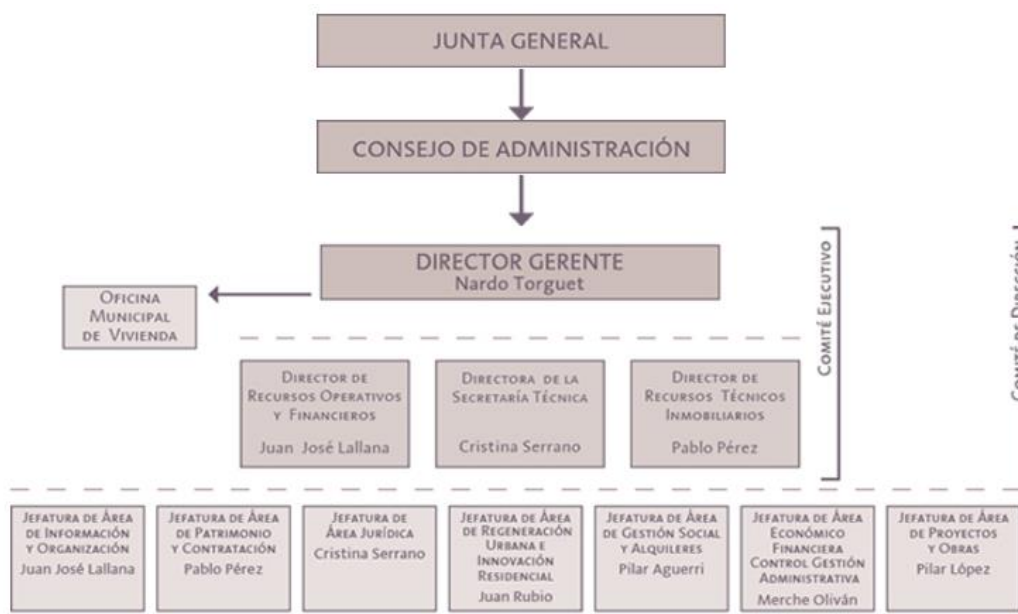 JUNTA GENERAL
CONSEJO DE ADMINISTRACIÓN
DIRECTOR GERENTE
Nardo Torguet
OFICINA
MUNICIPAL
DE VIVIENDA
COMITÉ EJECUTIVO
COMITÉ DE DIRECCIÓN
DIRECTOR DE
RECURSOS OPERATIVOS
Y FINANCIEROS
Juan José Lallana
DIRECTORA DE LA
SECRETARÍA TÉCNICA
Cristina Serrano
DIRECTOR DE
RECURSOS TÉCNICOS
INMOBILIARIOS
Pablo Pérez
JEFATURA DE ÁREA
DE INFORMACIÓN
Y ORGANIZACIÓN
Juan José Lallana
JEFATURA DE ÁREA
DE PATRIMONIO
Y CONTRATACIÓN
Pablo Pérez
JEFATURA DE
ÁREA JURÍDICA
Cristina Serrano
JEFATURA DE ÁREA
DE REGENERACIÓN
URBANA E
INNOVACIÓN
RESIDENCIAL
Juan Rubio
JEFATURA DE ÁREA
DE GESTIÓN SOCIAL
Y ALQUILERES
Pilar Aguerri
JEFATURA DE ÁREA
ECONÓMICO
FINANCIERA
CONTROL GESTIÓN
ADMINISTRATIVA
Merche Oliván
JEFATURA DE ÁREA
DE PROYECTOS
Y OBRAS
Pilar López